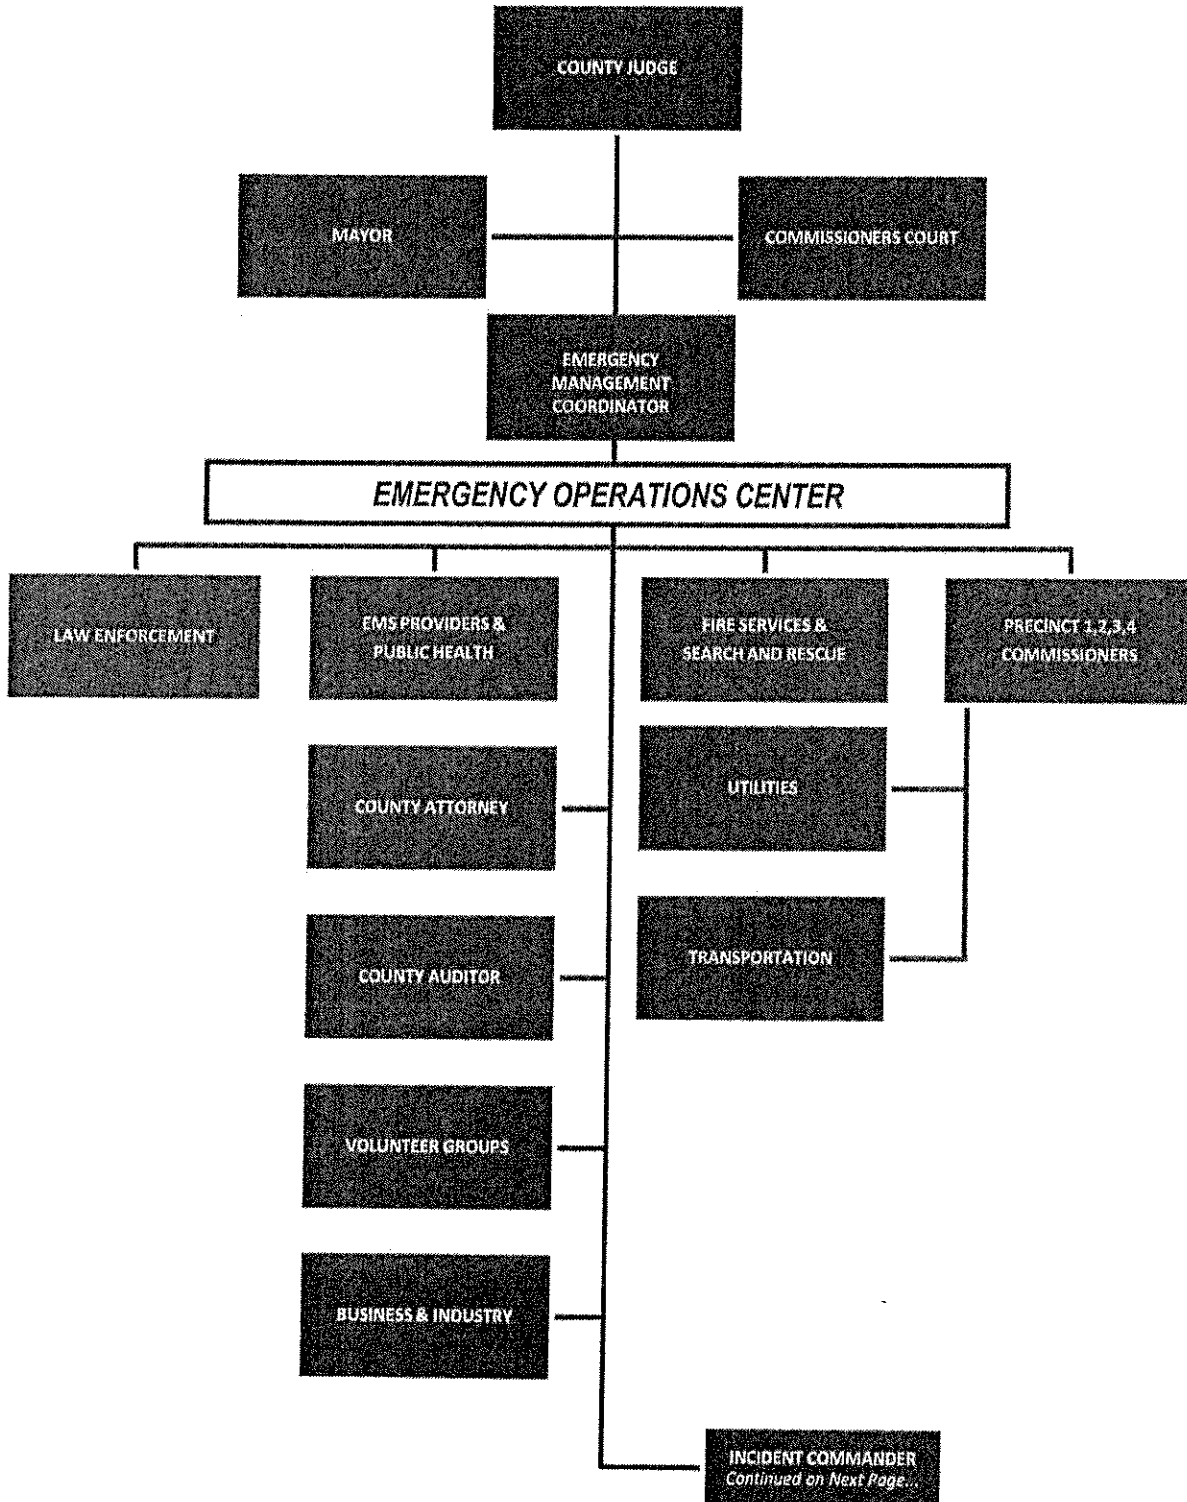 COUNTY JUDGE
MAYOR
COMMISSIONERS COURT
EMERGENCY
MANAGEMENT
COORDINATOR
EMERGENCY OPERATIONS CENTER
LAW ENFORCEMENT
EMS PROVIDERS &
PUBLIC HEALTH
FIRE SERVICES &
SEARCH AND RESCUE
PRECINCT 1,2,3,4
COMMISSIONERS
COUNTY ATTORNEY
UTILITIES
COUNTY AUDITOR
TRANSPORTATION
VOLUNTEER GROUPS
BUSINESS & INDUSTRY
INCIDENT COMMANDER
Continued on Next Page...